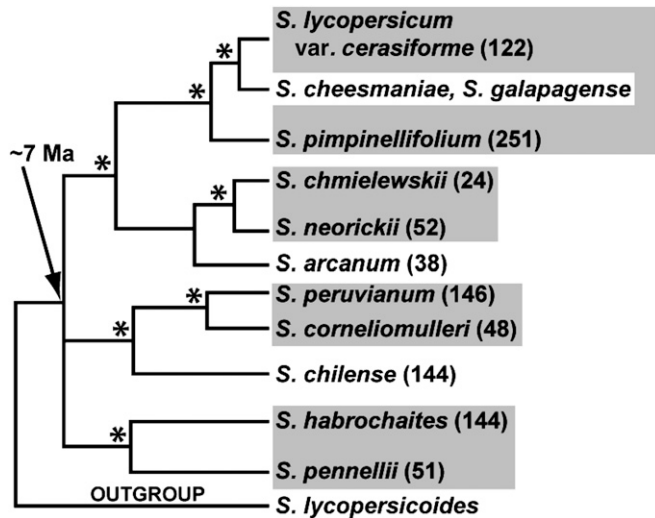 S. lycopersicum
var. cerasiforme (122)
S. cheesmaniae, S. galapagense
S. pimpinellifolium (251)
~7 Ma
S. chmielewskii (24)
S. neorickii (52)
S. arcanum (38)
S. peruvianum (146)
S. corneliomulleri (48)
S. chilense (144)
S. habrochaites (144)
S. pennellii (51)
OUTGROUP
S. lycopersicoides